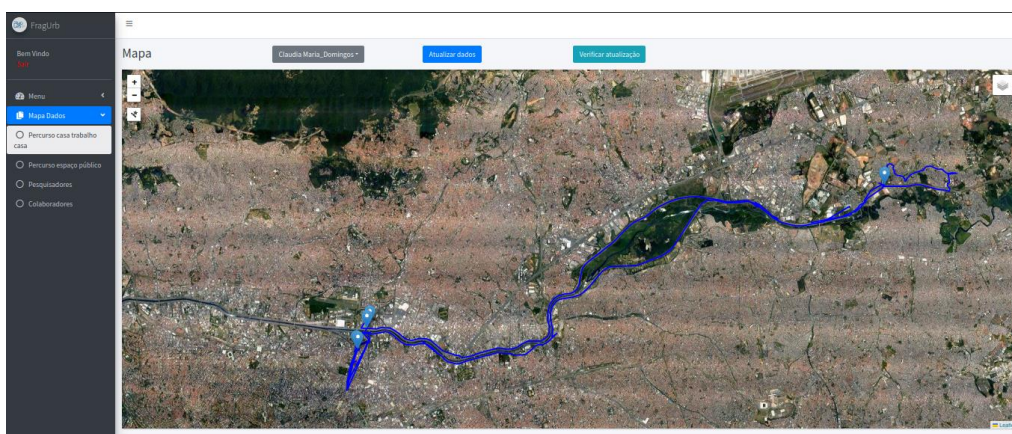 FragUrb
Bem Vindo
Sair
Menu
Mapa Dados
Percurso casa trabalho
casa
Percurso espaço público
Pesquisadores
Colaboradores
Mapa
Claudia Maria_Domingos
Atualizar dados
Verificar atualização
+
-